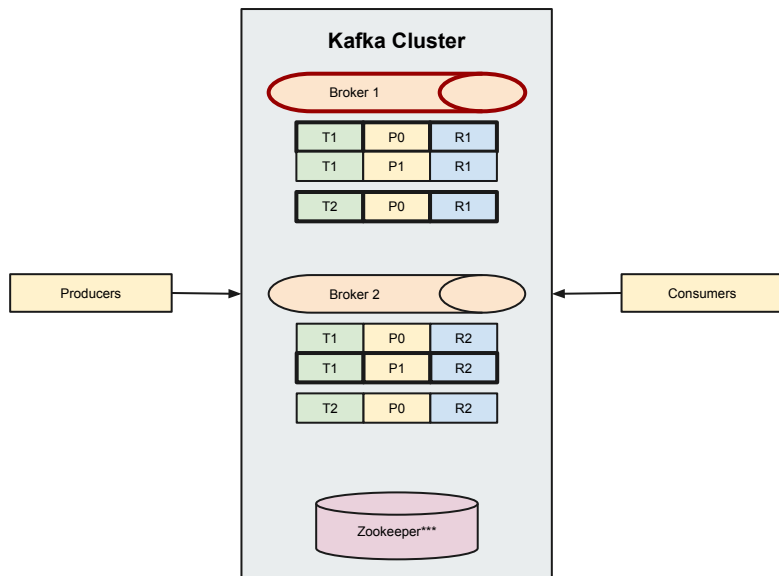 Kafka Cluster
Broker 1
T1 P0 R1
T1 P1 R1
T2 P0 R1
Producers
Broker 2
Consumers
T1 P0 R2
T1 P1 R2
T2 P0 R2
Zookeeper***